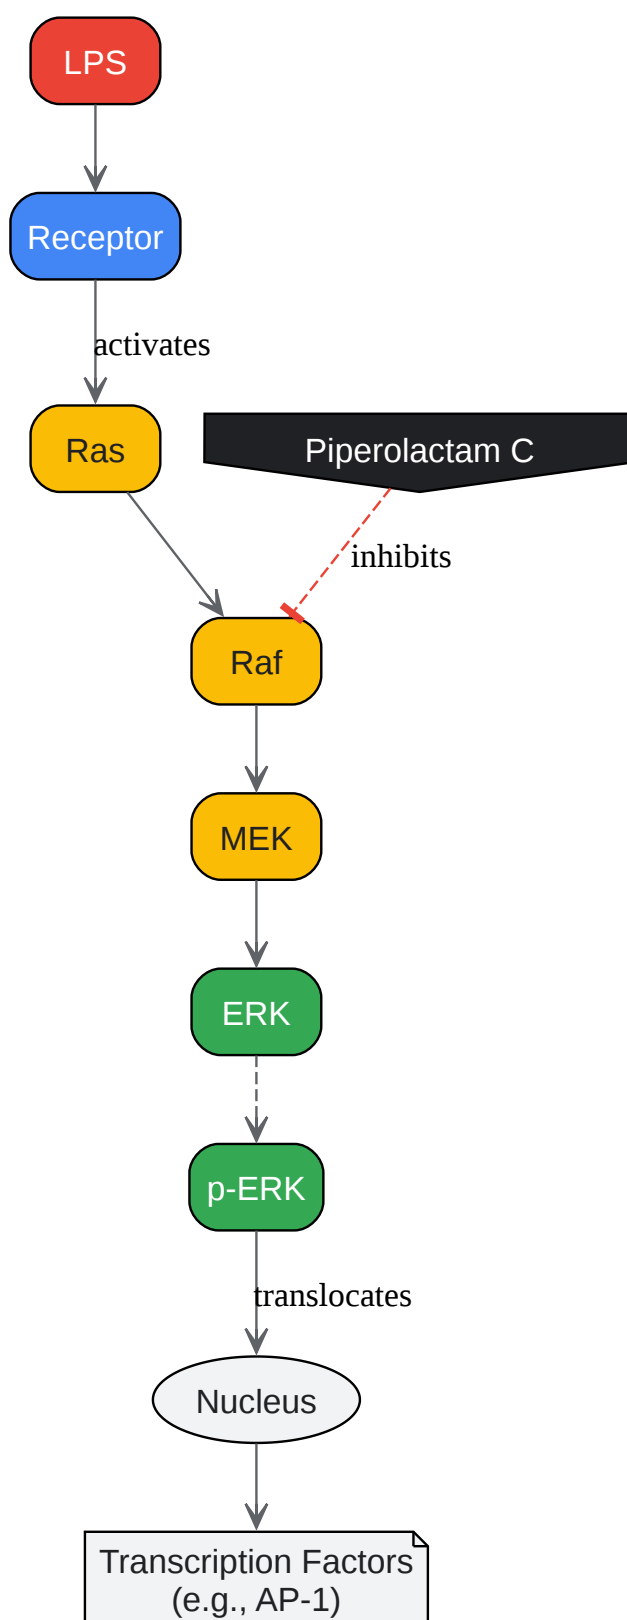 LPS
Receptor
activates
Ras
Piperolactam C
inhibits
Raf
MEK
ERK
p-ERK
translocates
Nucleus
Transcription Factors
(e.g., AP-1)